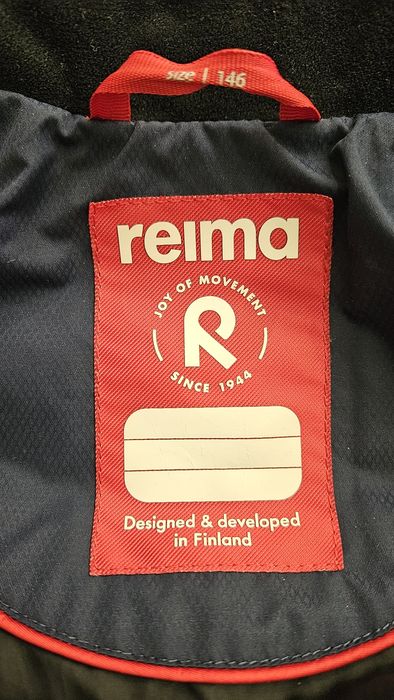 size | 146
reima
JOY OF MOVEMENT
R
SINCE 1944
Designed & developed
in Finland